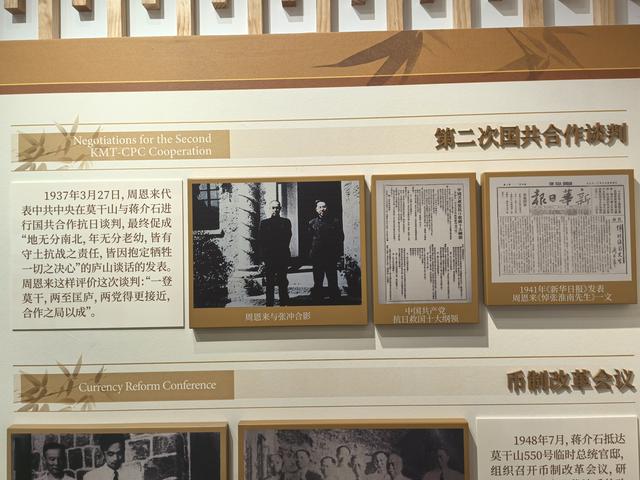 Negotiations for the Second
KMT-CPC Cooperation
第二次国共合作谈判
1937年3月27日，周恩来代
表中共中央在莫干山与蒋介石进
行国共合作抗日谈判，最终促成
“地无分南北，年无分老幼，皆有
守土抗战之责任，皆因抱定牺牲
一切之决心”的庐山谈话的发表。
周恩来这样评价这次谈判：“一登
莫干，两至匡庐，两党得更接近，
合作之局以成”。
周恩来与张冲合影
中国共产党
抗日救国十大纲领
報日華新
1941年《新华日报》发表
周恩来《悼张淮南先生》一文
Currency Reform Conference
币制改革会议
1948年7月，蒋介石抵达
莫干山550号临时总统官邸，
组织召开币制改革会议，研